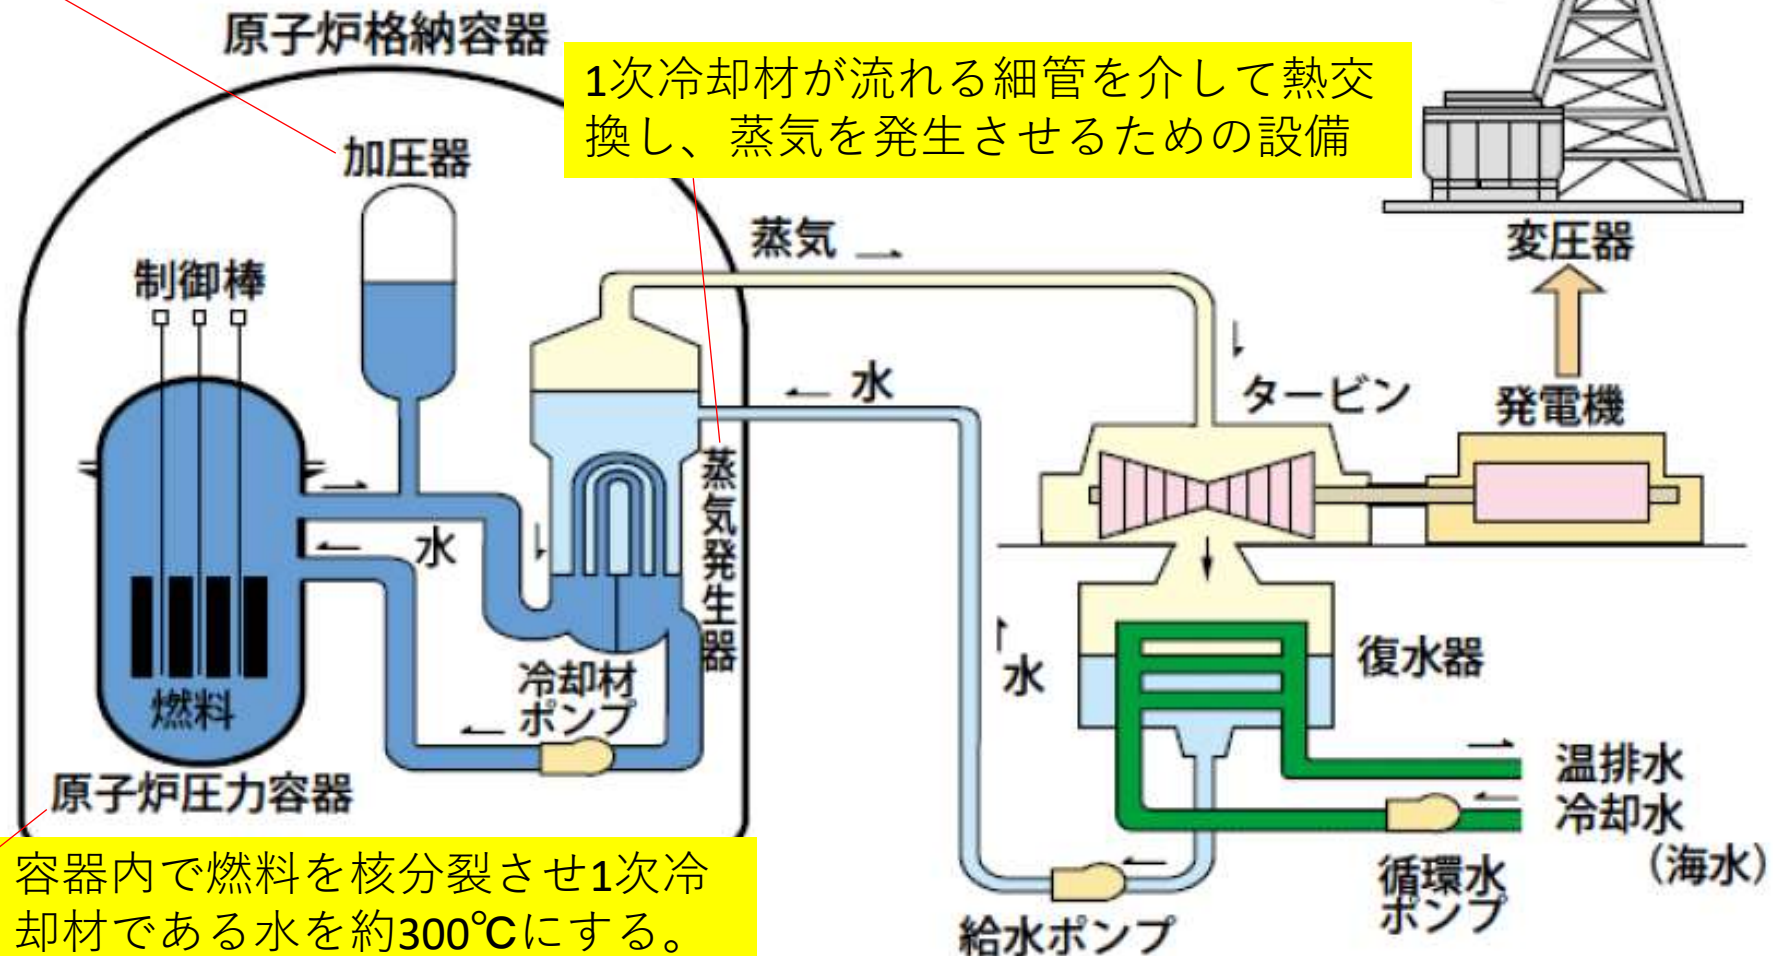 原子炉格納容器
1次冷却材が流れる細管を介して熱交
換し、蒸気を発生させるための設備
加圧器
蒸気
変圧器
制御棒
水
タービン
発電機
蒸気発生器
水
水
復水器
冷却材
ポンプ
燃料
原子炉圧力容器
温排水
冷却水
（海水）
循環水
ポンプ
給水ポンプ
容器内で燃料を核分裂させ1次冷
却材である水を約300℃にする。